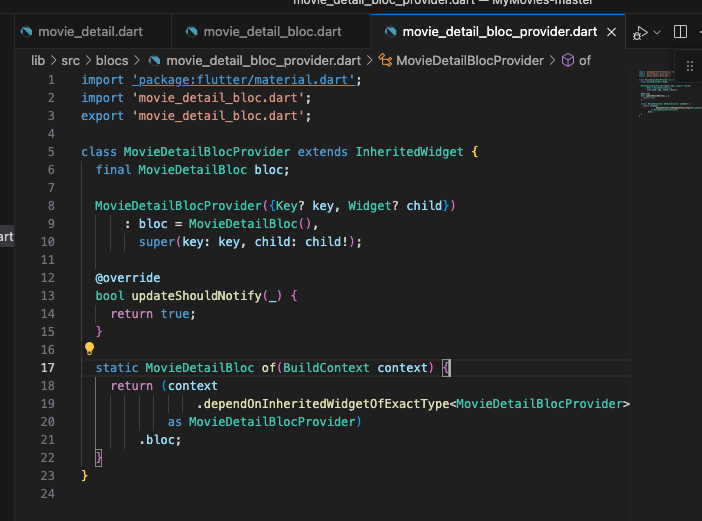 movie_detail_bloc_provider.dart — MyMovies-master
movie_detail.dart
movie_detail_bloc.dart
movie_detail_bloc_provider.dart
lib > src > blocs > movie_detail_bloc_provider.dart > MovieDetailBlocProvider > of
art
1 import 'package:flutter/material.dart';
2 import 'movie_detail_bloc.dart';
3 export 'movie_detail_bloc.dart';
4
5 class MovieDetailBlocProvider extends InheritedWidget {
6 final MovieDetailBloc bloc;
7
8 MovieDetailBlocProvider({Key? key, Widget? child})
9 : bloc = MovieDetailBloc(),
10 super(key: key, child: child!);
11
12 @override
13 bool updateShouldNotify(_) {
14 return true;
15 }
16
17 static MovieDetailBloc of(BuildContext context) {
18 return (context
19 .dependOnInheritedWidgetOfExactType<MovieDetailBlocProvider>
20 as MovieDetailBlocProvider)
21 .bloc;
22 }
23 }
24